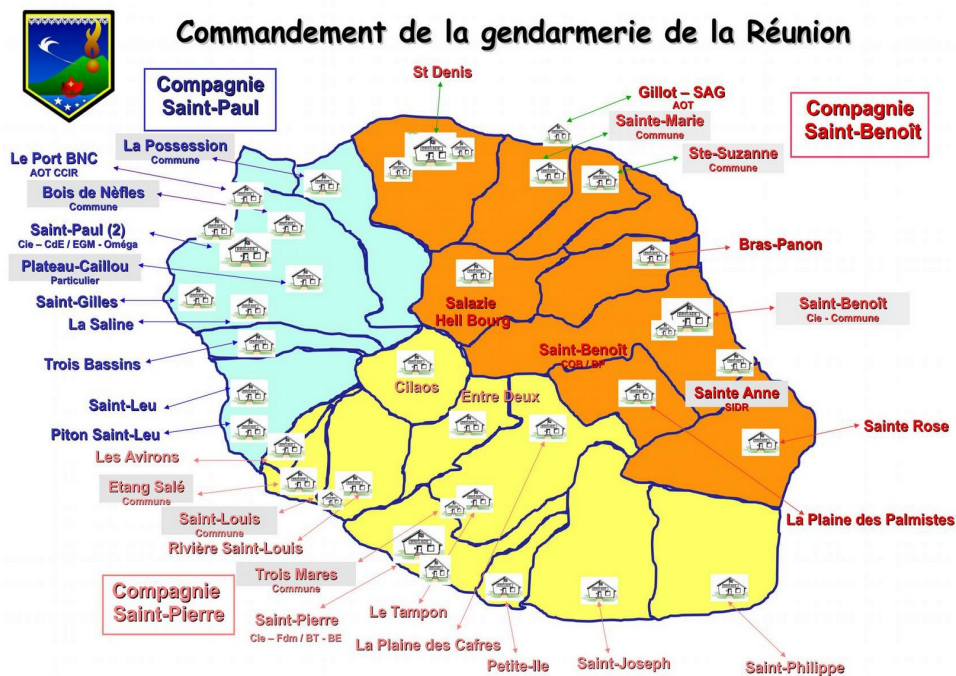 Commandement de la gendarmerie de la Réunion
Compagnie
Saint-Paul
St Denis
Gillot – SAG
AOT
Sainte-Marie
Commune
Compagnie
Saint-Benoît
La Possession
Commune
Ste-Suzanne
Commune
Le Port BNC
AOT CCIR
Bois de Nèfles
Commune
Saint-Paul (2)
Cie – CdE / EGM - Oméga
Bras-Panon
Plateau-Caillou
Particulier
Saint-Gilles
La Saline
Salazie
Hell Bourg
Saint-Benoît
Cie - Commune
Trois Bassins
Saint-Benoît
COB / BP
Cilaos
Entre Deux
Sainte Anne
SIDR
Saint-Leu
Sainte Rose
Piton Saint-Leu
Les Avirons
Etang Salé
Commune
Saint-Louis
Commune
La Plaine des Palmistes
Rivière Saint-Louis
Trois Mares
Commune
Compagnie
Saint-Pierre
Saint-Pierre
Cie – Fdm / BT - BE
Le Tampon
La Plaine des Cafres
Petite-Ile
Saint-Joseph
Saint-Philippe